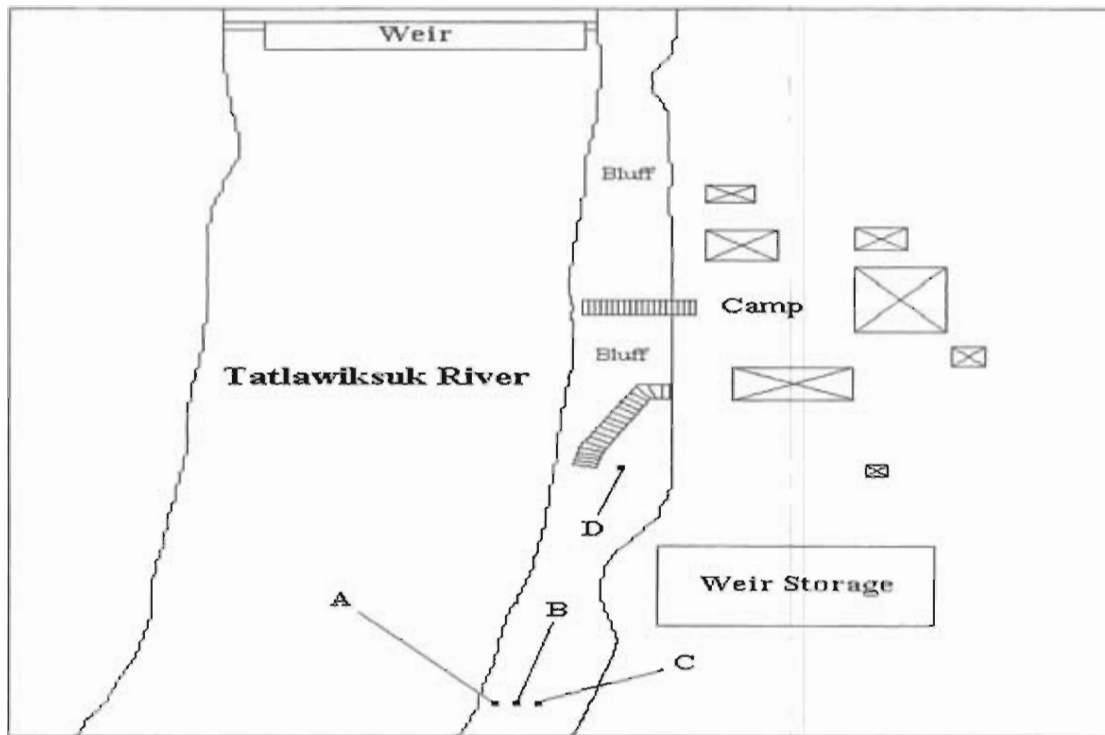 Weir
Bluff
Camp
Bluff
Tatlawiksuk River
D
Weir Storage
A
B
C